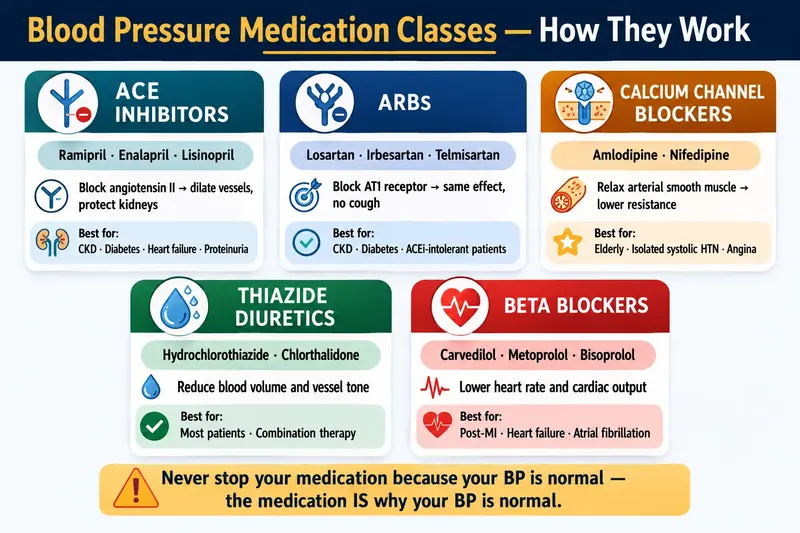 Blood Pressure Medication Classes — How They Work
ACE
INHIBITORS
Ramipril · Enalapril · Lisinopril
Block angiotensin II → dilate vessels,
protect kidneys
Best for:
CKD · Diabetes · Heart failure · Proteinuria
ARBs
Losartan · Irbesartan · Telmisartan
Block AT1 receptor → same effect,
no cough
Best for:
CKD · Diabetes · ACEi-intolerant patients
CALCIUM CHANNEL
BLOCKERS
Amlodipine · Nifedipine
Relax arterial smooth muscle →
lower resistance
Best for:
Elderly · Isolated systolic HTN · Angina
THIAZIDE
DIURETICS
Hydrochlorothiazide · Chlorthalidone
Reduce blood volume and vessel tone
Best for:
Most patients · Combination therapy
BETA BLOCKERS
Carvedilol · Metoprolol · Bisoprolol
Lower heart rate and cardiac output
Best for:
Post-MI · Heart failure · Atrial fibrillation
Never stop your medication because your BP is normal —
the medication IS why your BP is normal.